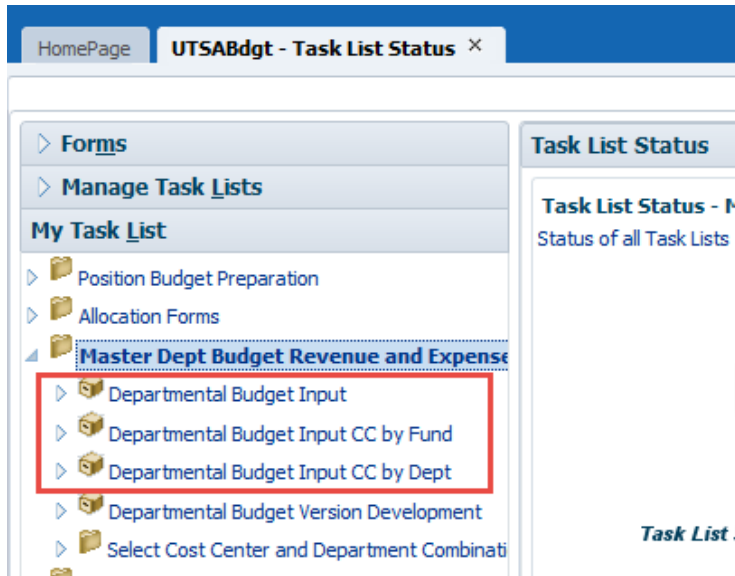 HomePage
UTSABdgt - Task List Status ×
Forms
Manage Task Lists
My Task List
Position Budget Preparation
Allocation Forms
Master Dept Budget Revenue and Expense
Departmental Budget Input
Departmental Budget Input CC by Fund
Departmental Budget Input CC by Dept
Departmental Budget Version Development
Select Cost Center and Department Combinati
Task List Status
Task List Status - M
Status of all Task Lists
Task List